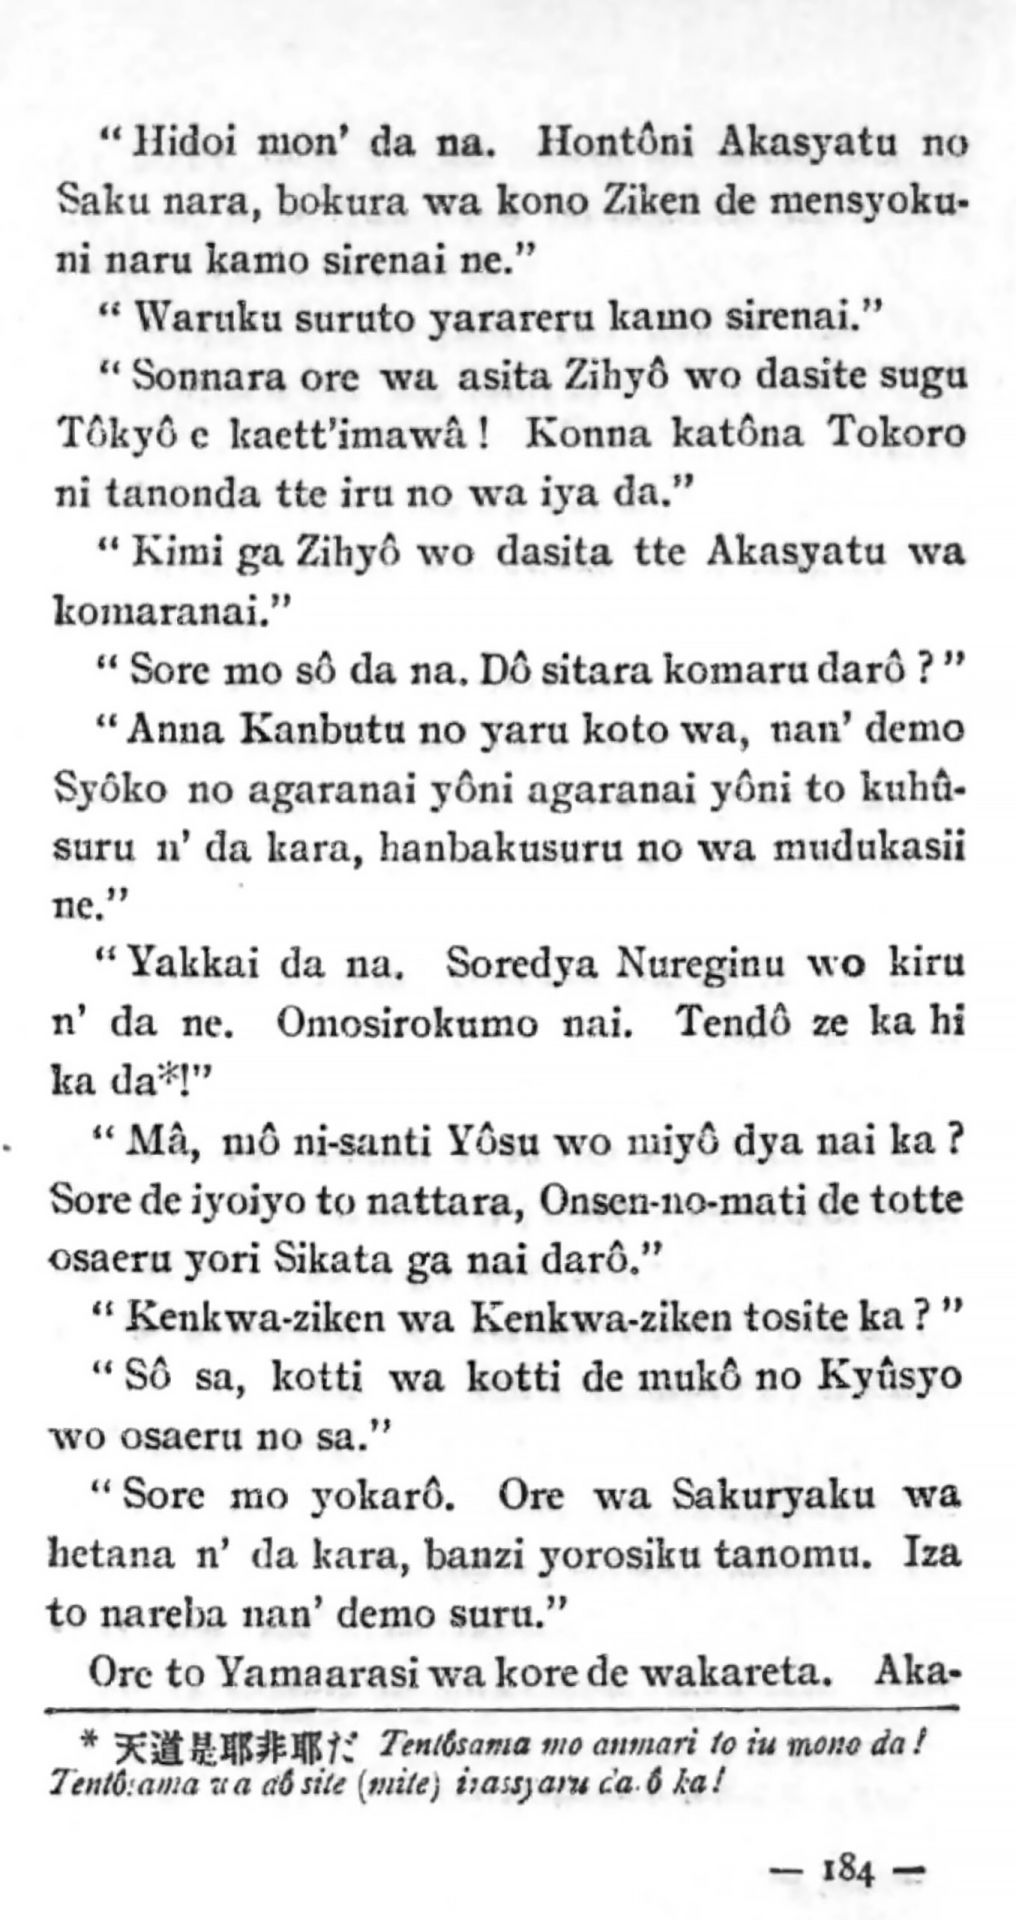 “ Hidoi mon’ da na. Hontôni Akasyatu no
Saku nara, bokura wa kono Ziken de mensyoku-
ni naru kamo sirenai ne.”
“ Waruku suruto yarareru kamo sirenai.”
“ Sonnara ore wa asita Zihyô wo dasite sugu
Tôkyô e kaett’imawâ ! Konna katôna Tokoro
ni tanonda tte iru no wa iya da.”
“ Kimi ga Zihyô wo dasita tte Akasyatu wa
komaranai.”
“ Sore mo sô da na. Dô sitara komaru darô ? ”
“ Anna Kanbutu no yaru koto wa, nan’ demo
Syôko no agaranai yôni agaranai yôni to kuhû-
suru n’ da kara, hanbakusuru no wa mudukasii
ne.”
“ Yakkai da na. Soredya Nureginu wo kiru
n’ da ne. Omosirokumo nai. Tendô ze ka hi
ka da*!”
“ Mâ, mô ni-santi Yôsu wo miyô dya nai ka ?
Sore de iyoiyo to nattara, Onsen-no-mati de totte
osaeru yori Sikata ga nai darô.”
“ Kenkwa-ziken wa Kenkwa-ziken tosite ka ? ”
“ Sô sa, kotti wa kotti de mukô no Kyûsyo
wo osaeru no sa.”
“ Sore mo yokarô. Ore wa Sakuryaku wa
hetana n’ da kara, banzi yorosiku tanomu. Iza
to nareba nan’ demo suru.”
Ore to Yamaarasi wa kore de wakareta. Aka-
* 天道是耶非耶だ Tentôsama mo anmari to iu mono da !
Tentôsama wa dô site (mite) irassyaru da. ô ka !
— 184 —